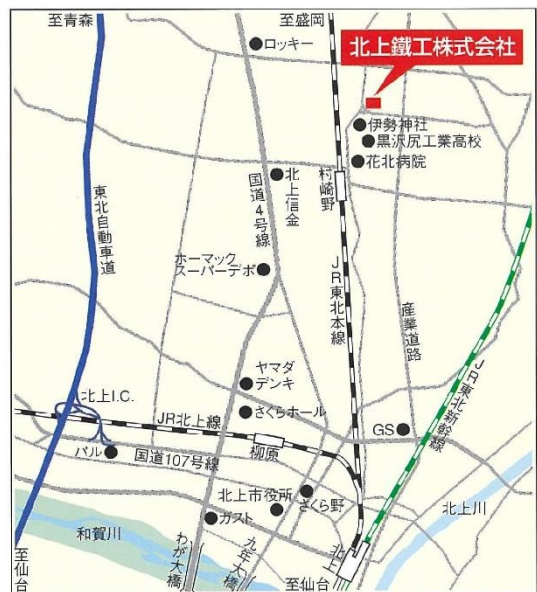 至青森
至盛岡
ロッキー
北上鐵工株式会社
伊勢神社
黒沢尻工業高校
花北病院
村崎野
北上信金
国道4号線
東北自動車道
ホーマック
スーパーデポ
JR東北本線
産業道路
JR東北新幹線
ヤマダ
デンキ
北上I.C.
さくらホール
JR北上線
GS
柳原
パル
国道107号線
北上市役所
さくら野
ガスト
北上川
和賀川
わが大橋
九年大橋
北上
至仙台
至仙台